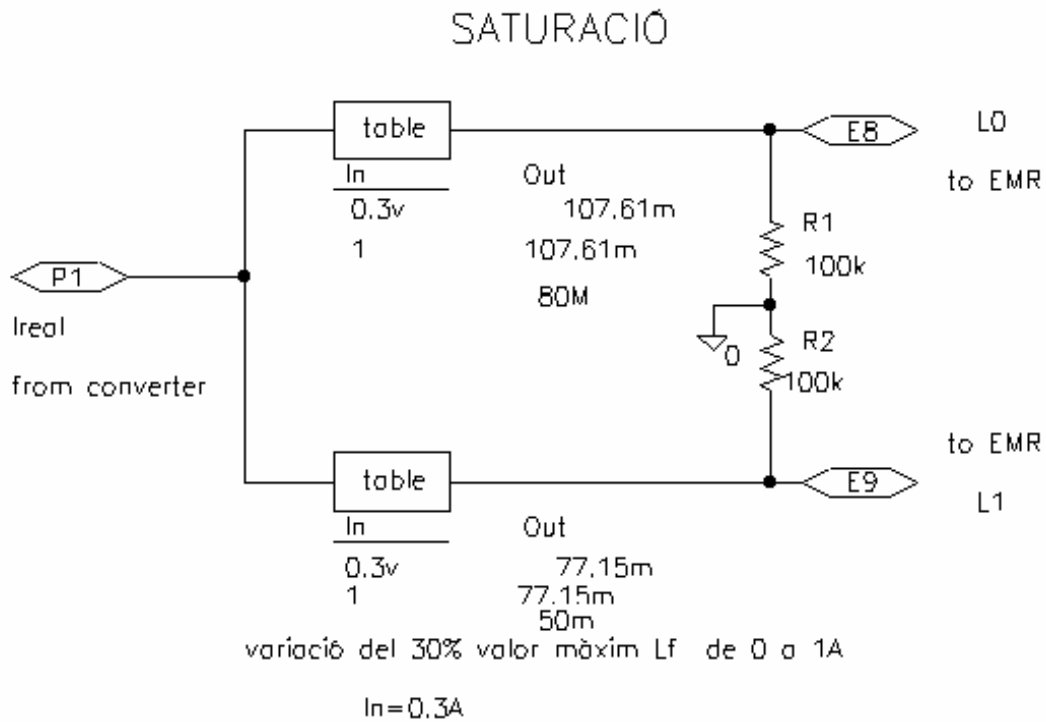 SATURACIÓ
table
E8
L0
to EMR
In Out
0.3v 107.61m
1 107.61m
80M
R1
100k
P1
Ireal
from converter
0
R2
100k
to EMR
table
E9
L1
In Out
0.3v 77.15m
1 77.15m
50m
variació del 30% valor màxim Lf de 0 a 1A
In=0.3A